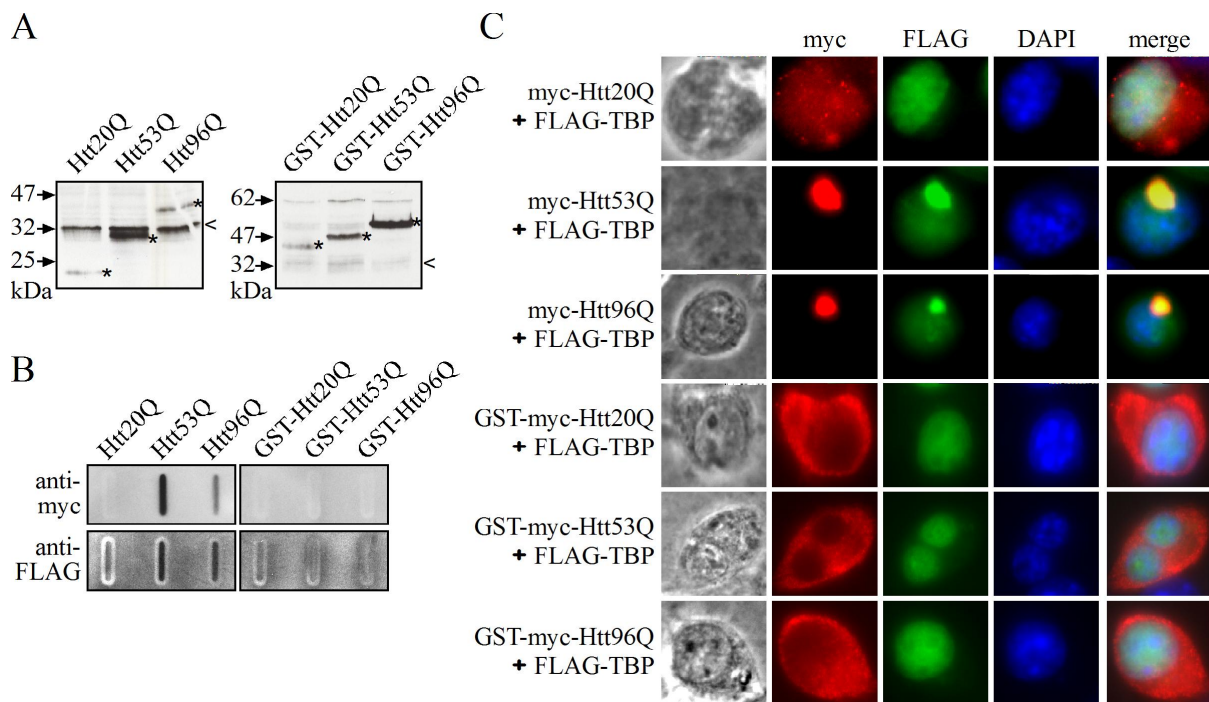 A
Htt20Q
Htt53Q
Htt96Q
47
32
25
kDa
*
*
*
<
GST-Htt20Q
GST-Htt53Q
GST-Htt96Q
62
47
32
kDa
*
*
*
<
B
Htt20Q
Htt53Q
Htt96Q
GST-Htt20Q
GST-Htt53Q
GST-Htt96Q
anti-
myc
anti-
FLAG
C
myc FLAG DAPI merge
myc-Htt20Q
+ FLAG-TBP
myc-Htt53Q
+ FLAG-TBP
myc-Htt96Q
+ FLAG-TBP
GST-myc-Htt20Q
+ FLAG-TBP
GST-myc-Htt53Q
+ FLAG-TBP
GST-myc-Htt96Q
+ FLAG-TBP